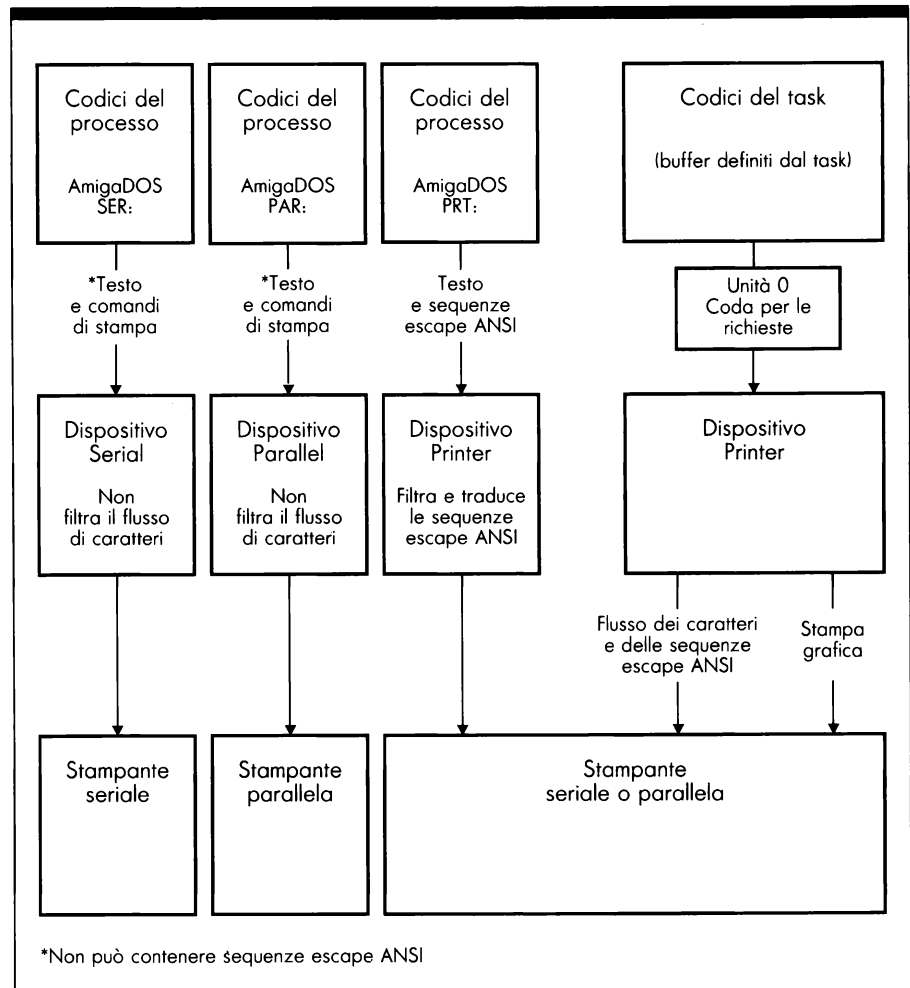 Codici del
processo
AmigaDOS
SER:
Codici del
processo
AmigaDOS
PAR:
Codici del
processo
AmigaDOS
PRT:
Codici del task
(buffer definiti dal task)
*Testo
e comandi
di stampa
*Testo
e comandi
di stampa
Testo
e sequenze
escape ANSI
Unità 0
Coda per le
richieste
Dispositivo
Serial
Non
filtra il flusso
di caratteri
Dispositivo
Parallel
Non
filtra il flusso
di caratteri
Dispositivo
Printer
Filtra e traduce
le sequenze
escape ANSI
Dispositivo
Printer
Flusso dei caratteri
e delle sequenze
escape ANSI
Stampa
grafica
Stampante
seriale
Stampante
parallela
Stampante
seriale o parallela
*Non può contenere sequenze escape ANSI